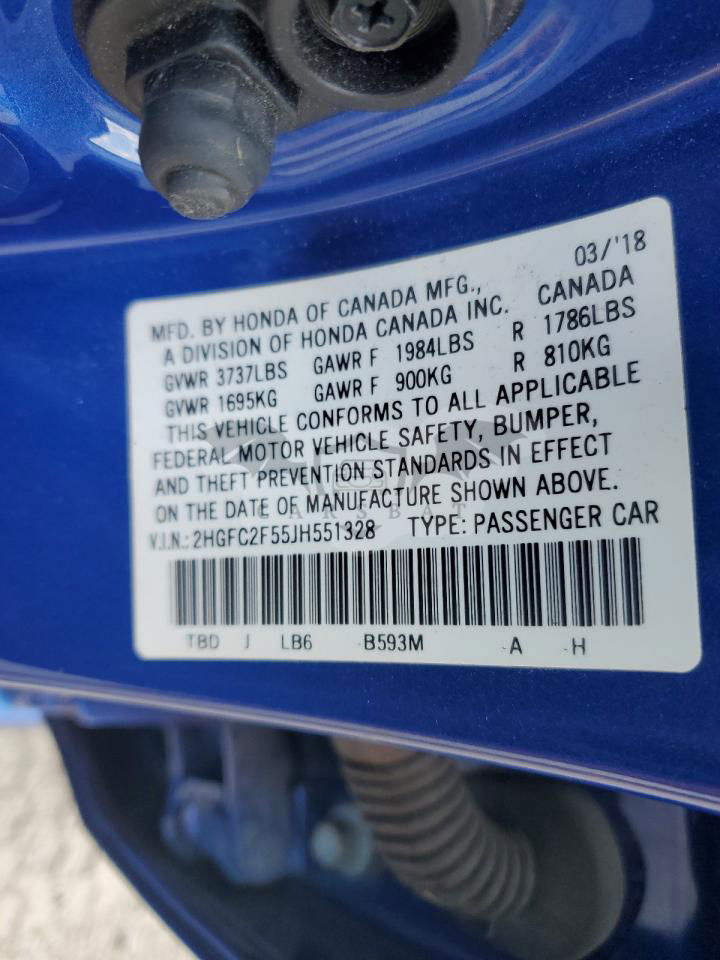 03/'18
MFD. BY HONDA OF CANADA MFG.,
A DIVISION OF HONDA CANADA INC. CANADA
GVWR 3737LBS GAWR F 1984LBS R 1786LBS
GVWR 1695KG GAWR F 900KG R 810KG
THIS VEHICLE CONFORMS TO ALL APPLICABLE
FEDERAL MOTOR VEHICLE SAFETY, BUMPER,
AND THEFT PREVENTION STANDARDS IN EFFECT
ON THE DATE OF MANUFACTURE SHOWN ABOVE.
CARSBAT
V.I.N.: 2HGFC2F55JH551328 TYPE: PASSENGER CAR
TBD J LB6 -B593M -A -H